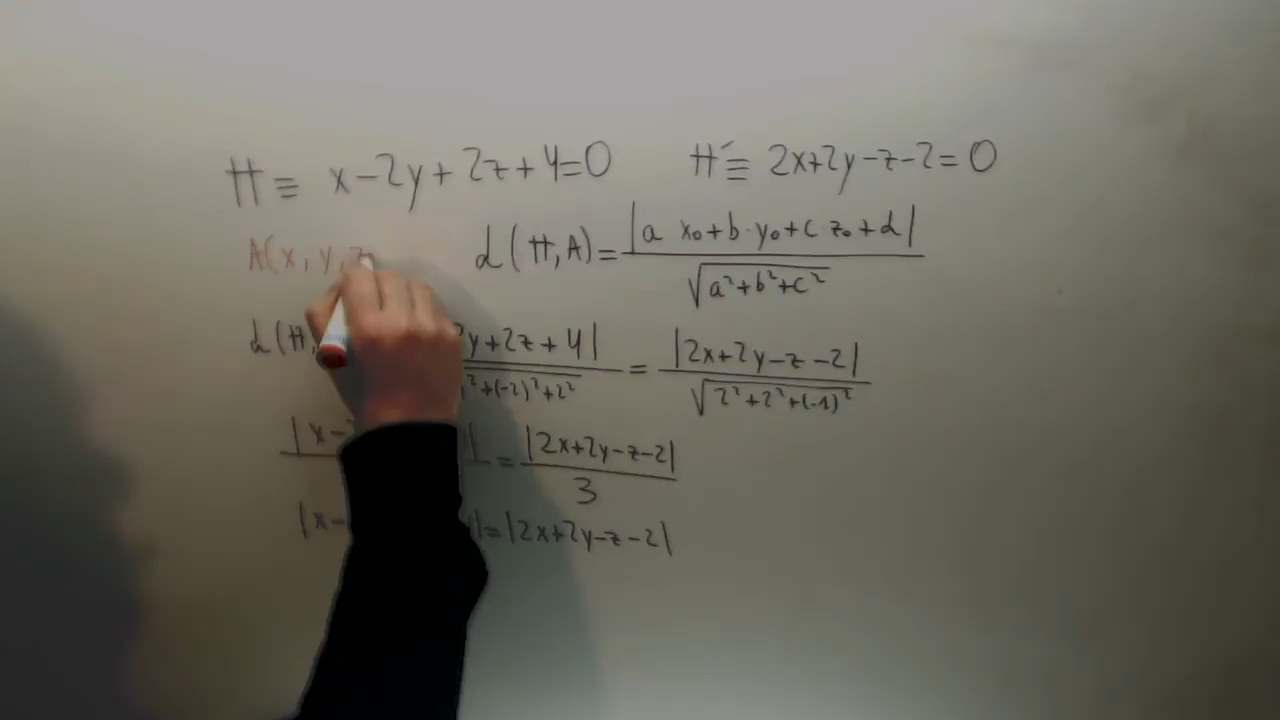 π ≡ x-2y+2z+4=0 π´≡ 2x+2y-z-2=0
A(x, y, z d(π, A)= |a x₀+b·y₀+c·z₀+d| / √a²+b²+c²
d(π, y+2z+4| / ²+(-2)²+2² = |2x+2y-z-2| / √2²+2²+(-1)²
|x- | = |2x+2y-z-2| / 3
|x- |=|2x+2y-z-2|